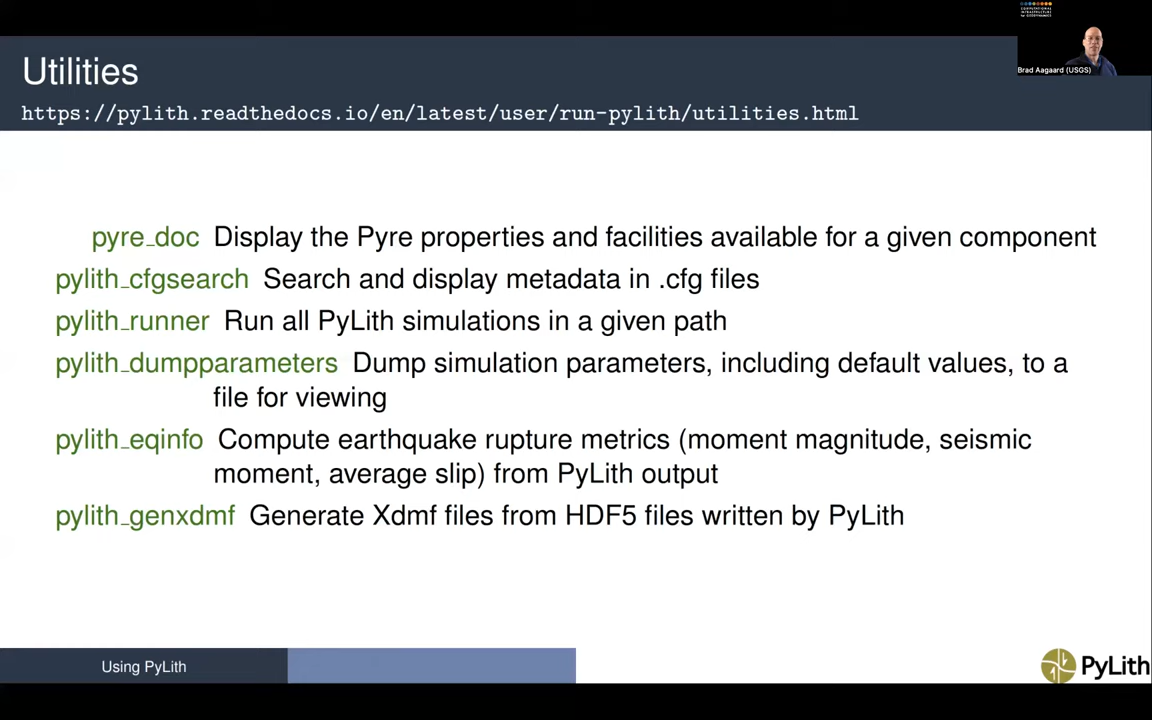 COMPUTATIONAL
INFRASTRUCTURE
for GEODYNAMICS
Brad Aagaard (USGS)
Utilities
https://pylith.readthedocs.io/en/latest/user/run-pylith/utilities.html
pyre_doc Display the Pyre properties and facilities available for a given component
pylith_cfgsearch Search and display metadata in .cfg files
pylith_runner Run all PyLith simulations in a given path
pylith_dumpparameters Dump simulation parameters, including default values, to a
file for viewing
pylith_eqinfo Compute earthquake rupture metrics (moment magnitude, seismic
moment, average slip) from PyLith output
pylith_genxdmf Generate Xdmf files from HDF5 files written by PyLith
Using PyLith
PyLith